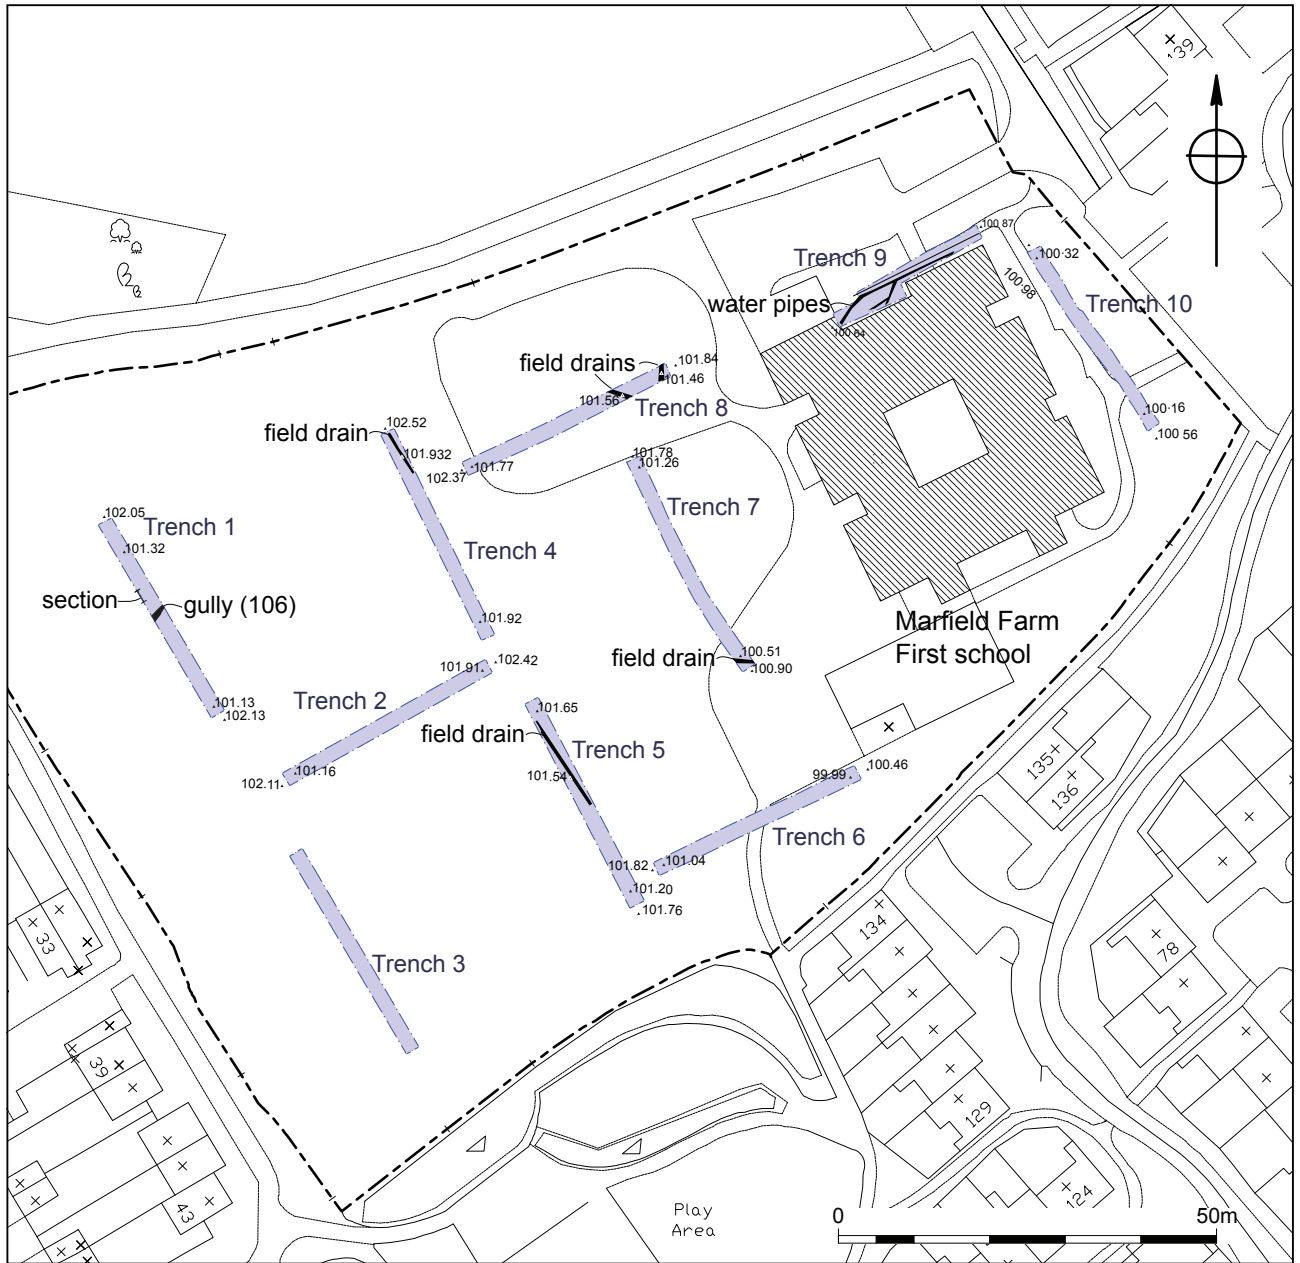 139
100 87
Trench 9
100·32
100·98
water pipes
Trench 10
100 64
field drains
101.84
101.46
101.56
Trench 8
102.52
field drain
101.932
102.37
101.77
101.78
101.26
100·16
100 56
Trench 7
102.05
Trench 1
101.32
Trench 4
section
gully (106)
101.92
Marfield Farm
First school
100.51
field drain
100.90
101.91
102.42
101.13
102.13
Trench 2
101.65
field drain
Trench 5
101.54
102.11
101.16
99.99
100.46
135
136
Trench 6
101.82
101.04
101.20
101.76
33
134
78
Trench 3
39
129
43
124
Play
Area
0
50m